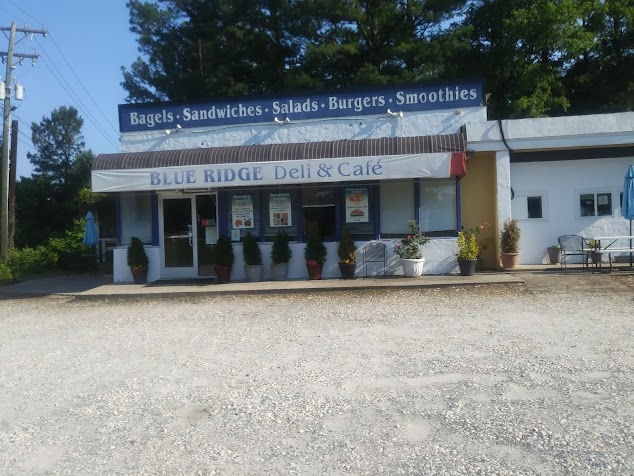 Bagels · Sandwiches · Salads · Burgers · Smoothies
BLUE RIDGE Deli & Café